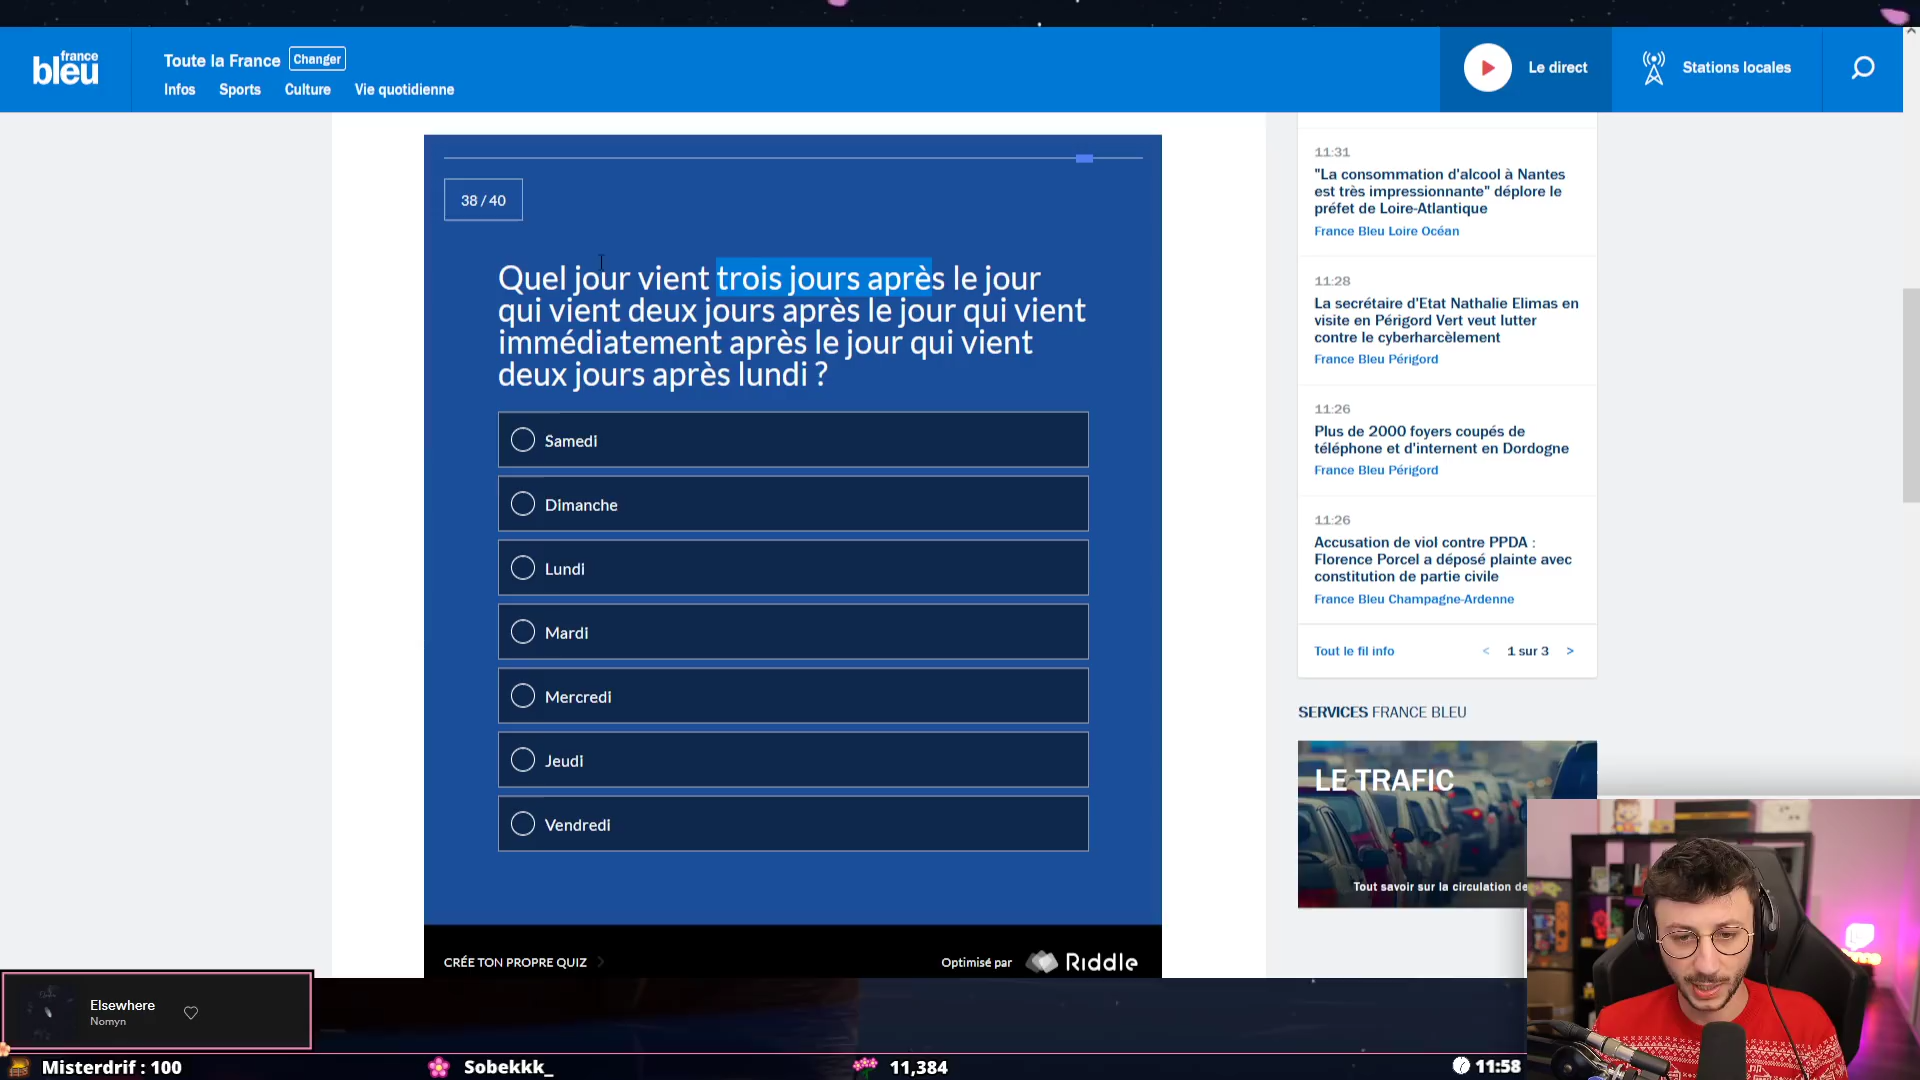 france
bleu
Toute la France Changer
Infos Sports Culture Vie quotidienne
Le direct
Stations locales
38 / 40
Quel jour vient trois jours après le jour
qui vient deux jours après le jour qui vient
immédiatement après le jour qui vient
deux jours après lundi ?
Samedi
Dimanche
Lundi
Mardi
Mercredi
Jeudi
Vendredi
CRÉE TON PROPRE QUIZ
Optimisé par Riddle
11:31
"La consommation d'alcool à Nantes
est très impressionnante" déplore le
préfet de Loire-Atlantique
France Bleu Loire Océan
11:28
La secrétaire d'Etat Nathalie Elimas en
visite en Périgord Vert veut lutter
contre le cyberharcèlement
France Bleu Périgord
11:26
Plus de 2000 foyers coupés de
téléphone et d'internent en Dordogne
France Bleu Périgord
11:26
Accusation de viol contre PPDA :
Florence Porcel a déposé plainte avec
constitution de partie civile
France Bleu Champagne-Ardenne
Tout le fil info < 1 sur 3 >
SERVICES FRANCE BLEU
LE TRAFIC
Tout savoir sur la circulation de
Elsewhere
Nomyn
Misterdrif : 100
Sobekkk_
11,384
11:58